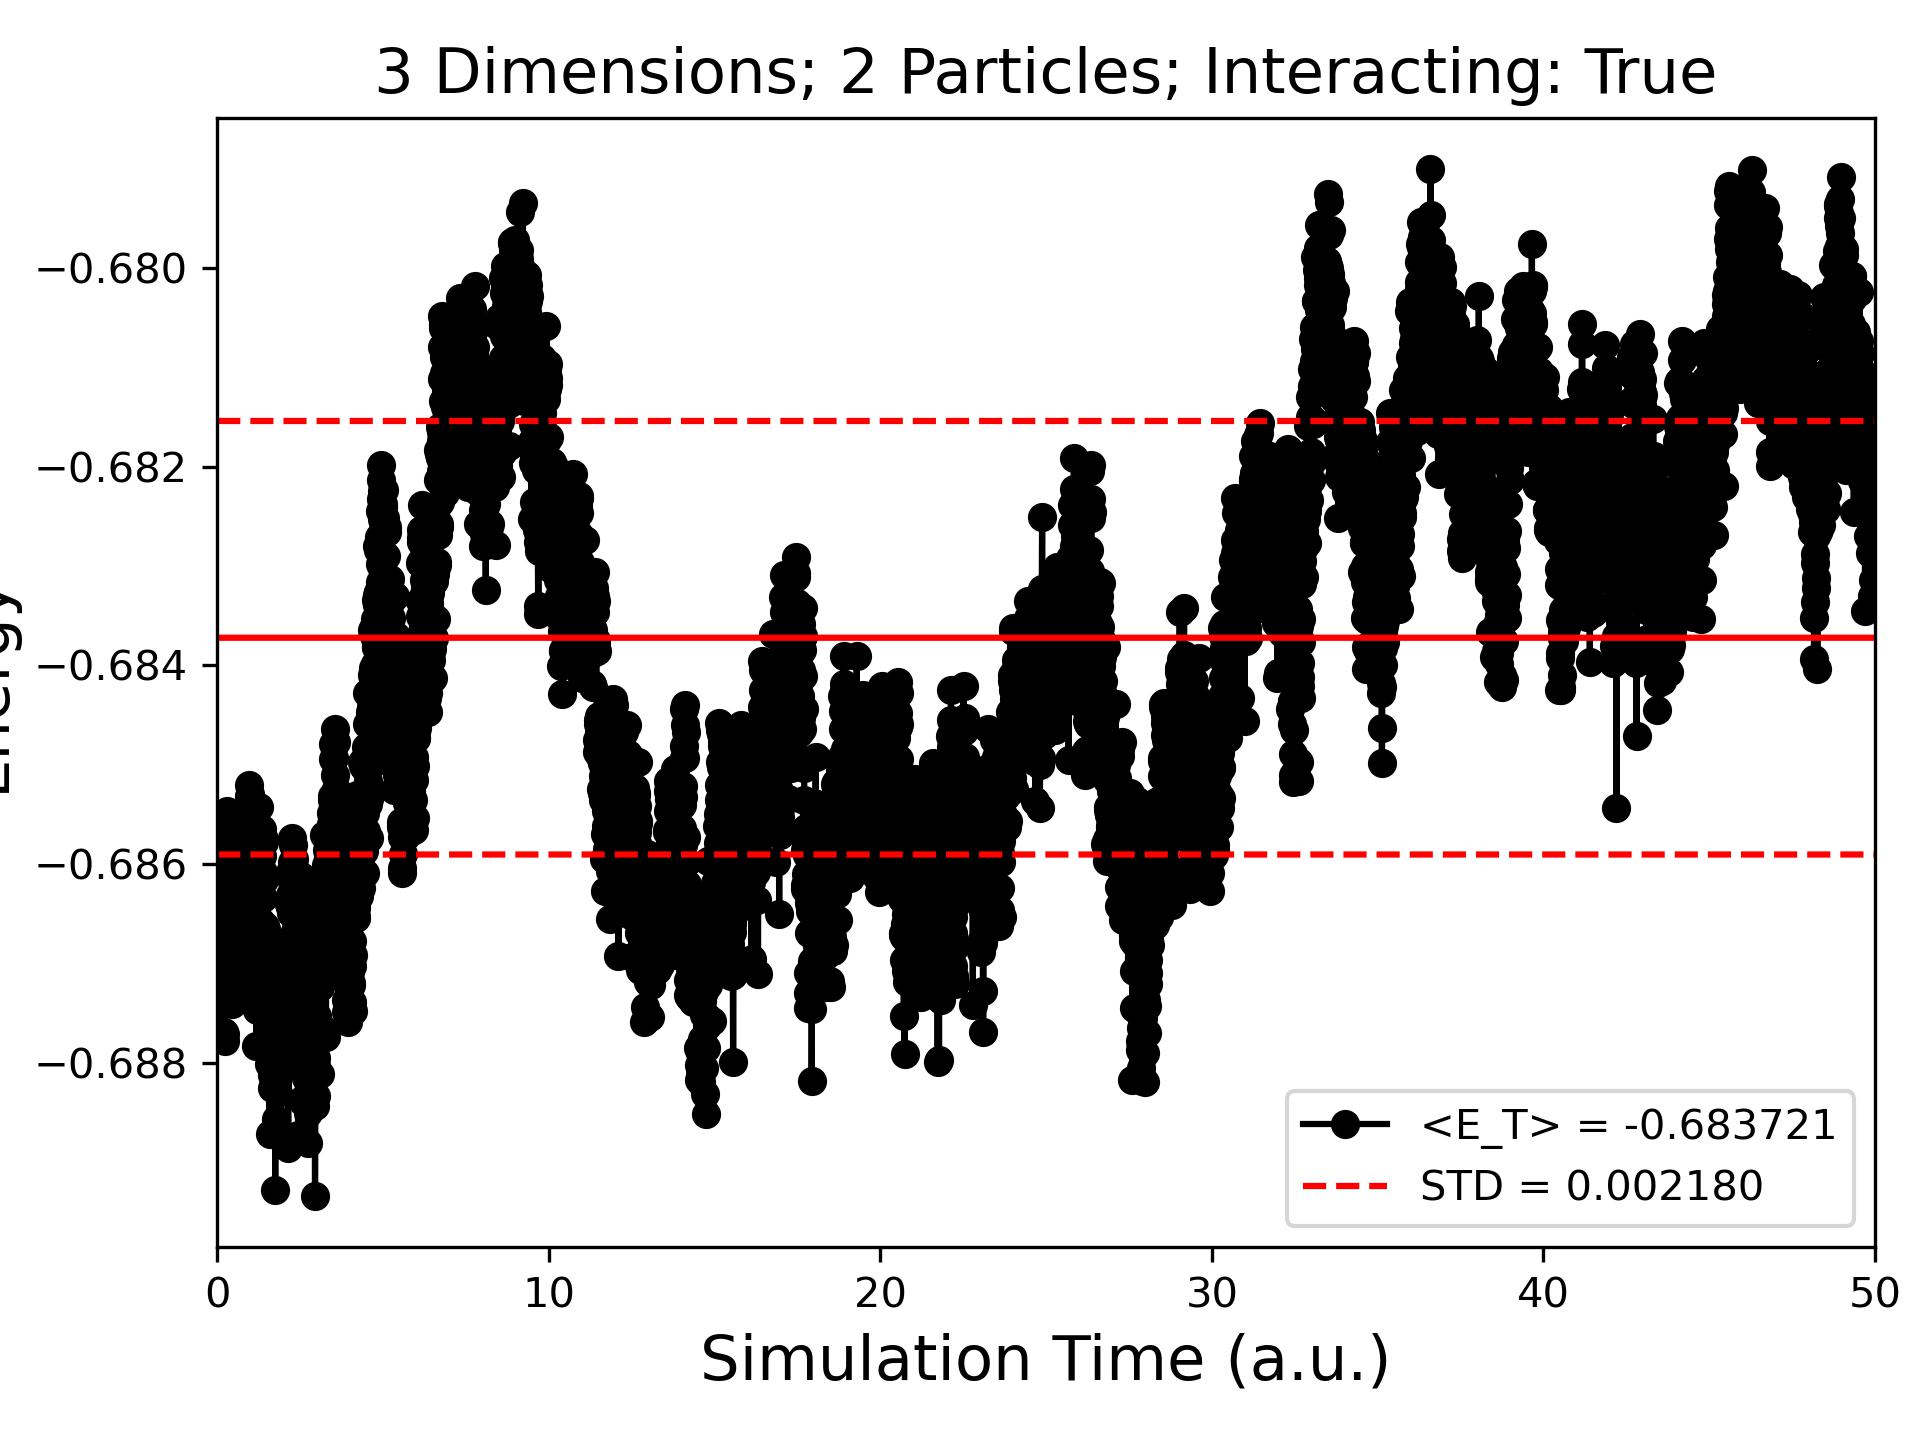 3 Dimensions; 2 Particles; Interacting: True
Energy
−0.680
−0.682
−0.684
−0.686
−0.688
<E_T> = -0.683721
STD = 0.002180
0 10 20 30 40 50
Simulation Time (a.u.)